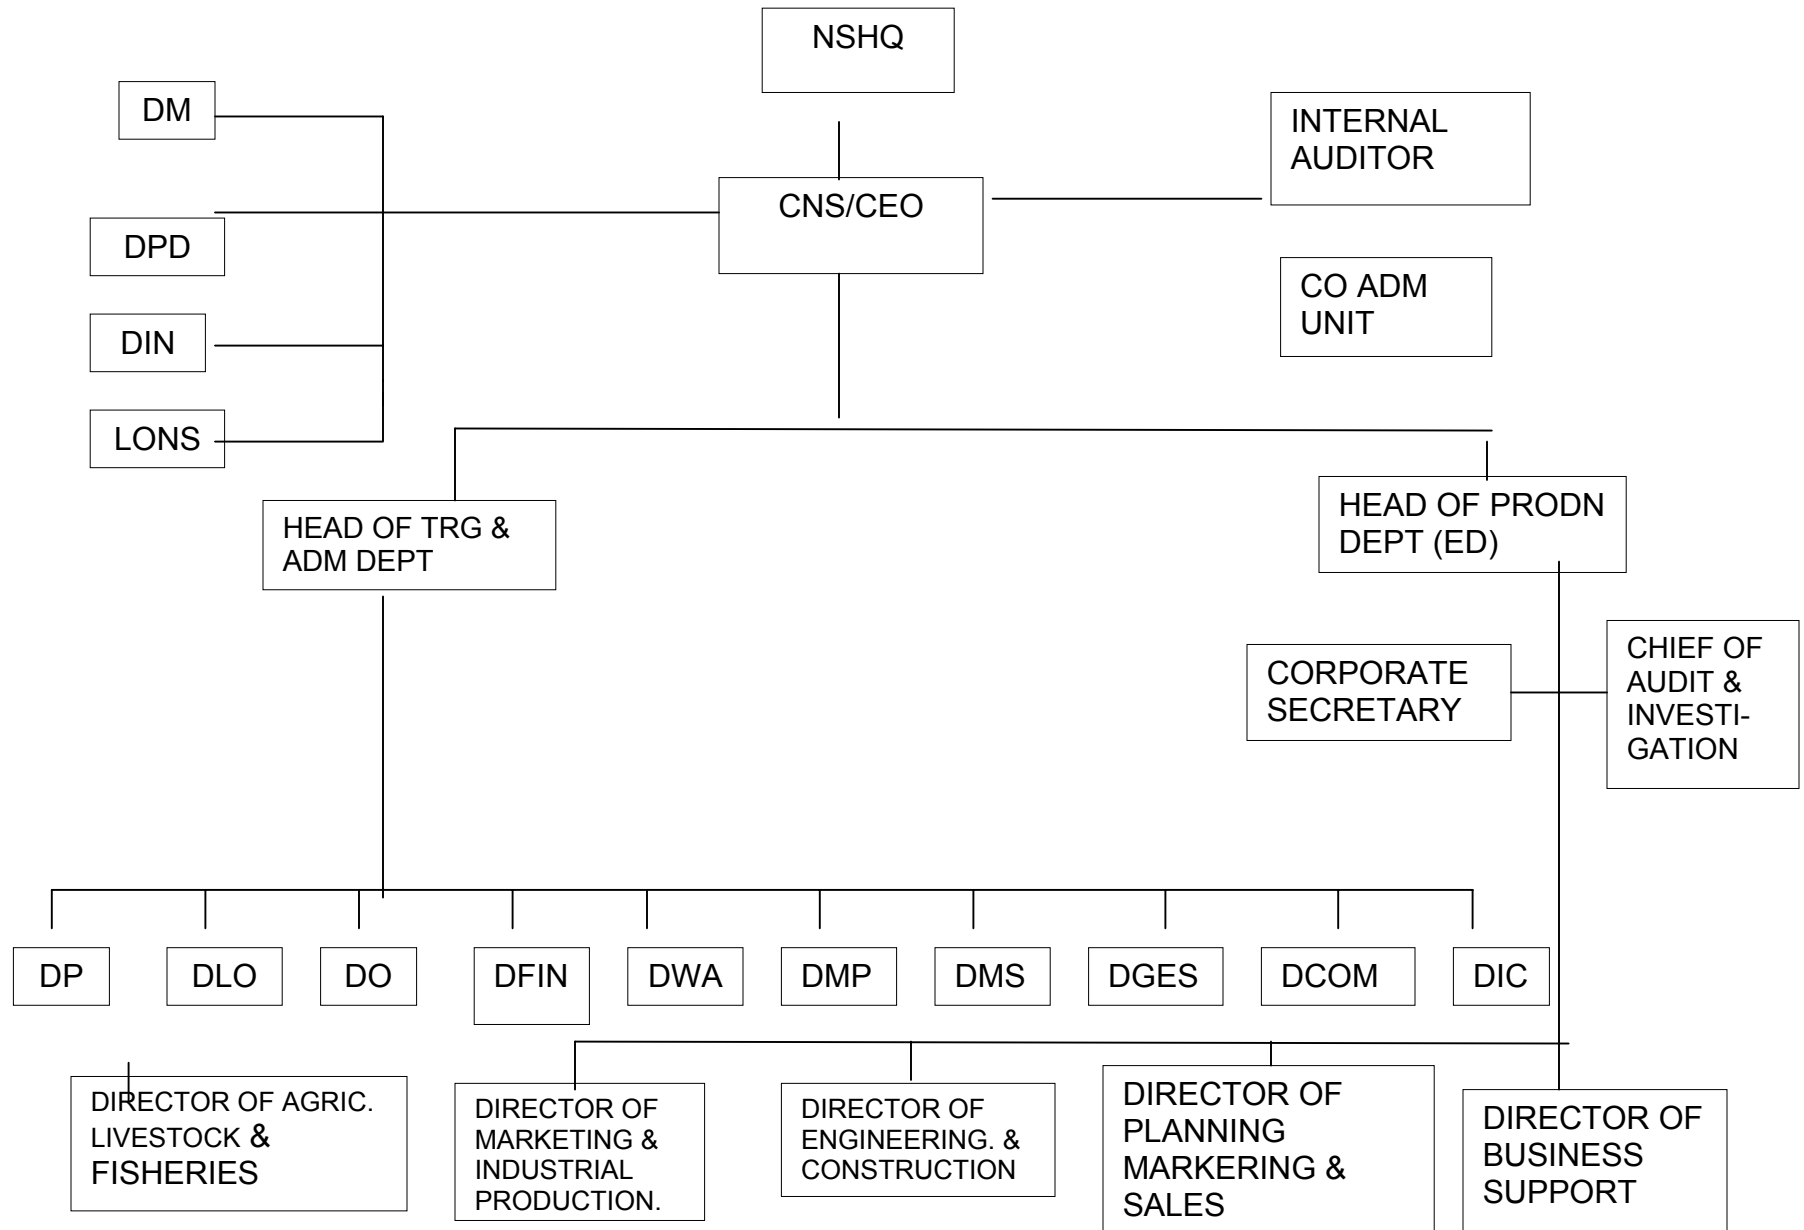 NSHQ
DM
INTERNAL
AUDITOR
CNS/CEO
DPD
CO ADM
UNIT
DIN
LONS
HEAD OF TRG &
ADM DEPT
HEAD OF PRODN
DEPT (ED)
CORPORATE
SECRETARY
CHIEF OF
AUDIT &
INVESTI-
GATION
DP
DLO
DO
DFIN
DWA
DMP
DMS
DGES
DCOM
DIC
DIRECTOR OF AGRIC.
LIVESTOCK &
FISHERIES
DIRECTOR OF
MARKETING &
INDUSTRIAL
PRODUCTION.
DIRECTOR OF
ENGINEERING. &
CONSTRUCTION
DIRECTOR OF
PLANNING
MARKERING &
SALES
DIRECTOR OF
BUSINESS
SUPPORT